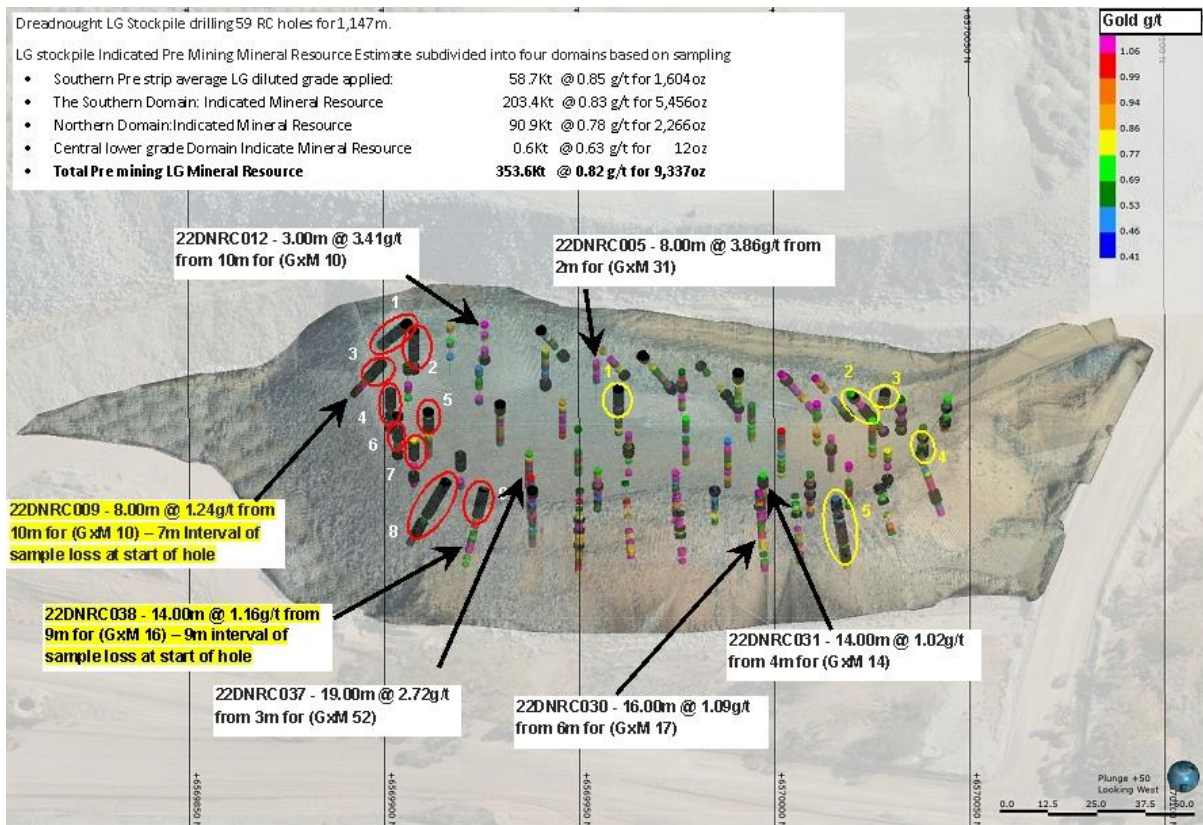 Dreadnought LG Stockpile drilling 59 RC holes for 1,147m.
LG stockpile Indicated Pre Mining Mineral Resource Estimate subdivided into four domains based on sampling
• Southern Pre strip average LG diluted grade applied: 58.7Kt @ 0.85 g/t for 1,604oz
• The Southern Domain: Indicated Mineral Resource 203.4Kt @ 0.83 g/t for 5,456oz
• Northern Domain:Indicated Mineral Resource 90.9Kt @ 0.78 g/t for 2,266oz
• Central lower grade Domain Indicate Mineral Resource 0.6Kt @ 0.63 g/t for 12oz
• Total Pre mining LG Mineral Resource 353.6Kt @ 0.82 g/t for 9,337oz
Gold g/t
1.06
0.99
0.94
0.86
0.77
0.69
0.53
0.46
0.41
+6570050
22DNRC012 - 3.00m @ 3.41g/t
from 10m for (GxM 10)
22DNRC005 - 8.00m @ 3.86g/t from
2m for (GxM 31)
1
2
3
4
5
6
7
8
1
2
3
4
5
22DNRC009 - 8.00m @ 1.24g/t from
10m for (GxM 10) – 7m Interval of
sample loss at start of hole
22DNRC038 - 14.00m @ 1.16g/t from
9m for (GxM 16) – 9m interval of
sample loss at start of hole
22DNRC037 - 19.00m @ 2.72g/t
from 3m for (GxM 52)
22DNRC030 - 16.00m @ 1.09g/t
from 6m for (GxM 17)
22DNRC031 - 14.00m @ 1.02g/t
from 4m for (GxM 14)
+6569850
+6569900
+6569950
+6570000
+6570050
Plunge +50
Looking West
0.0 12.5 25.0 37.5 50.0